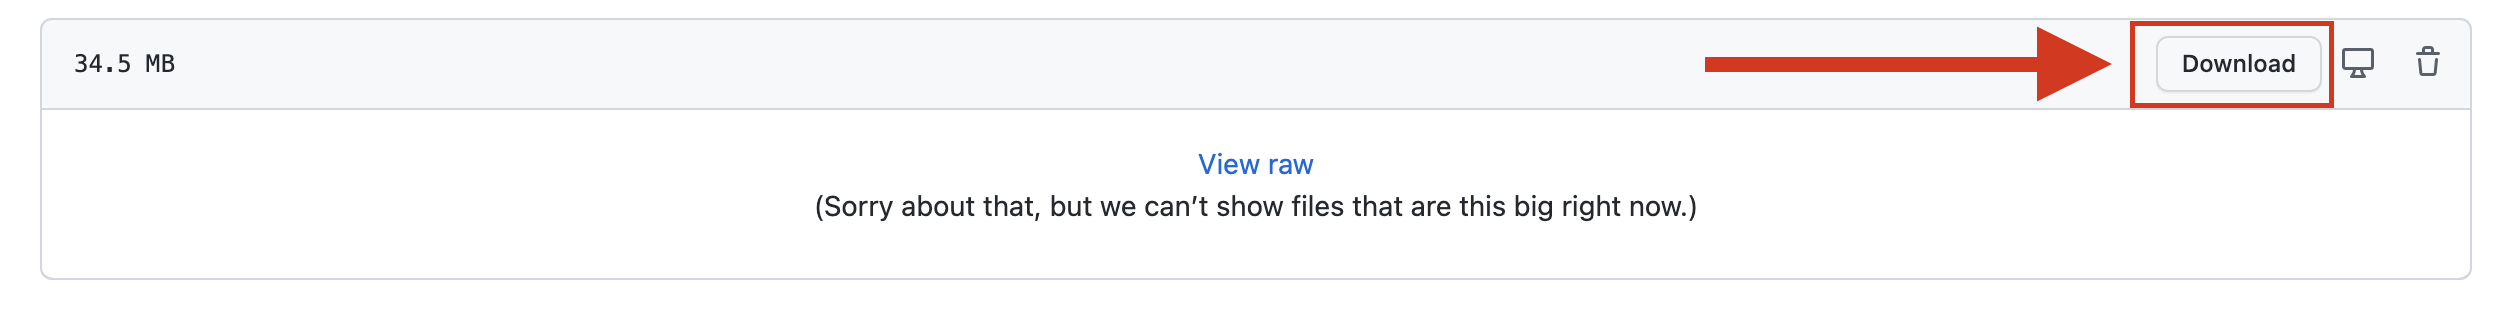 34.5 MB
Download
View raw
(Sorry about that, but we can’t show files that are this big right now.)